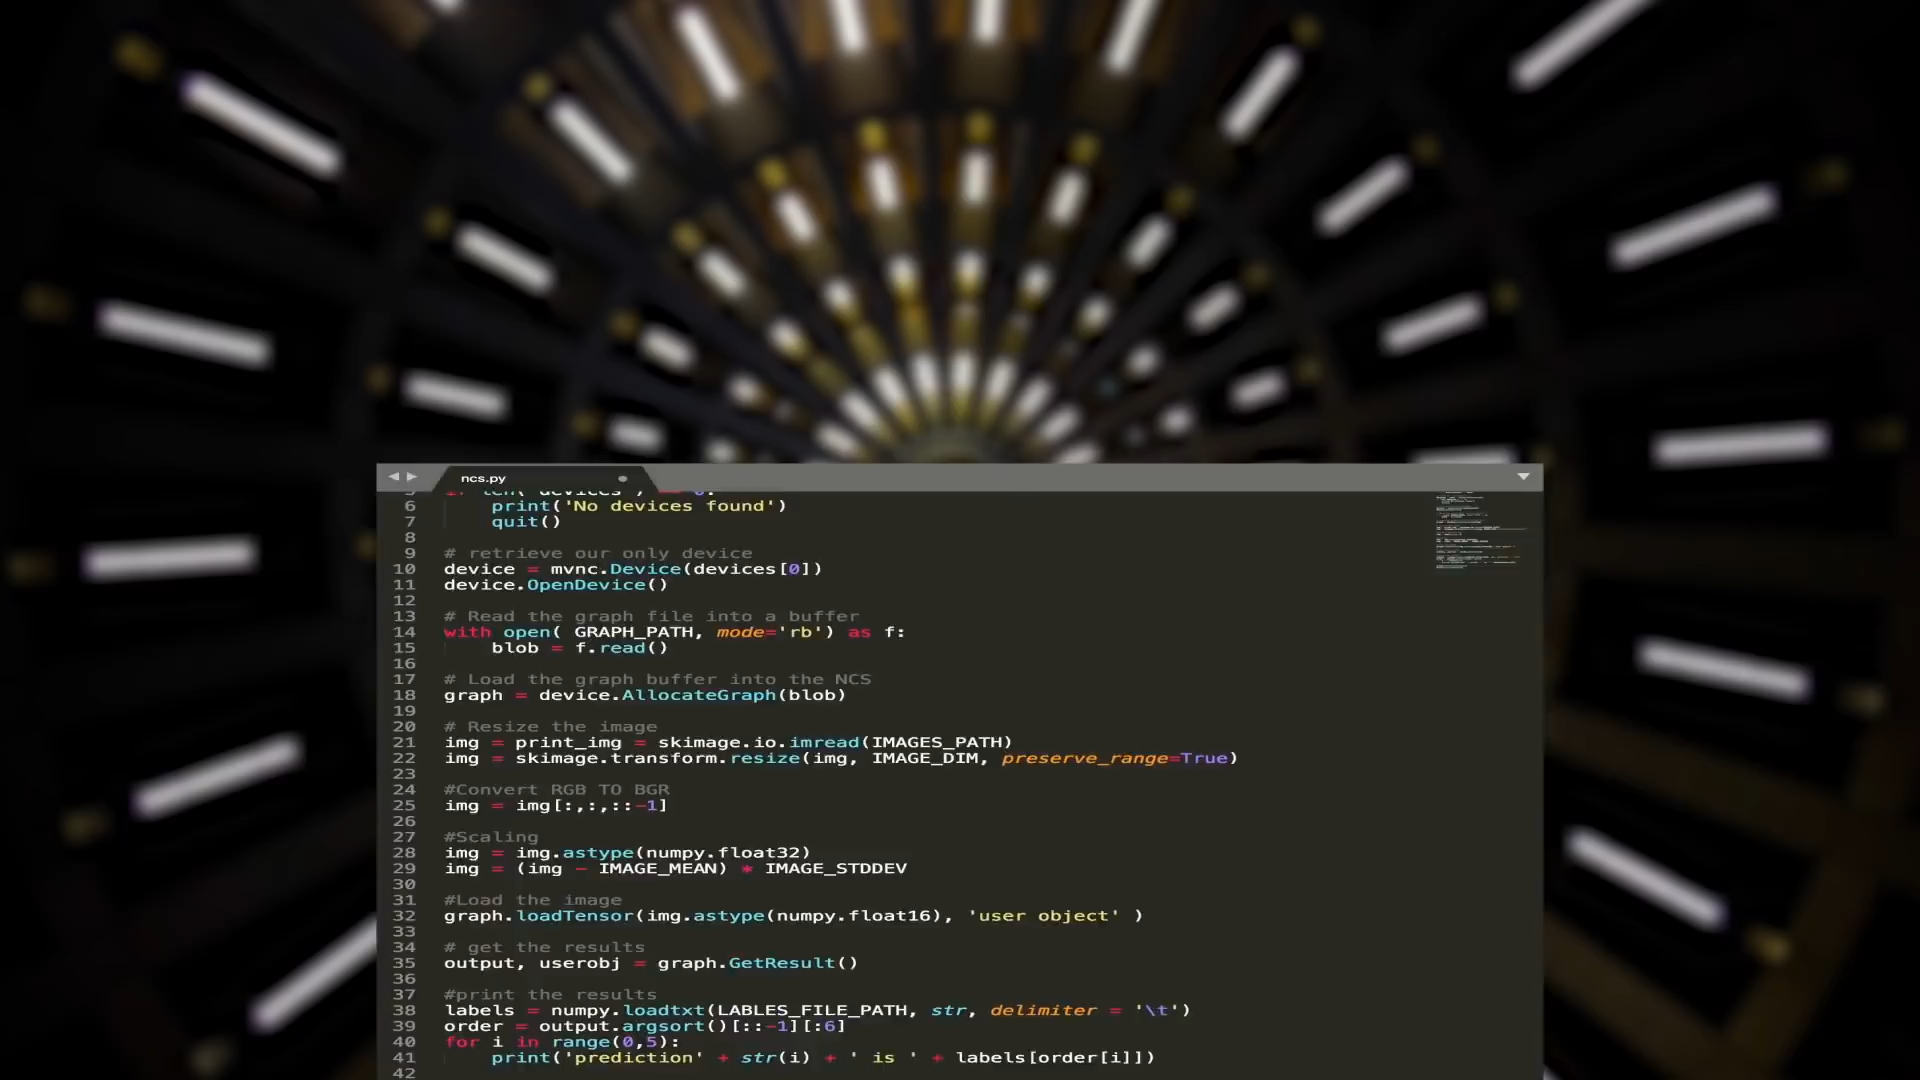 ncs.py
5 if len( devices ) == 0:
6 print('No devices found')
7 quit()
8
9 # retrieve our only device
10 device = mvnc.Device(devices[0])
11 device.OpenDevice()
12
13 # Read the graph file into a buffer
14 with open( GRAPH_PATH, mode='rb') as f:
15 blob = f.read()
16
17 # Load the graph buffer into the NCS
18 graph = device.AllocateGraph(blob)
19
20 # Resize the image
21 img = print_img = skimage.io.imread(IMAGES_PATH)
22 img = skimage.transform.resize(img, IMAGE_DIM, preserve_range=True)
23
24 #Convert RGB TO BGR
25 img = img[:,:,::-1]
26
27 #Scaling
28 img = img.astype(numpy.float32)
29 img = (img - IMAGE_MEAN) * IMAGE_STDDEV
30
31 #Load the image
32 graph.loadTensor(img.astype(numpy.float16), 'user object' )
33
34 # get the results
35 output, userobj = graph.GetResult()
36
37 #print the results
38 labels = numpy.loadtxt(LABLES_FILE_PATH, str, delimiter = '\t')
39 order = output.argsort()[::-1][:6]
40 for i in range(0,5):
41 print('prediction' + str(i) + ' is ' + labels[order[i]])
42